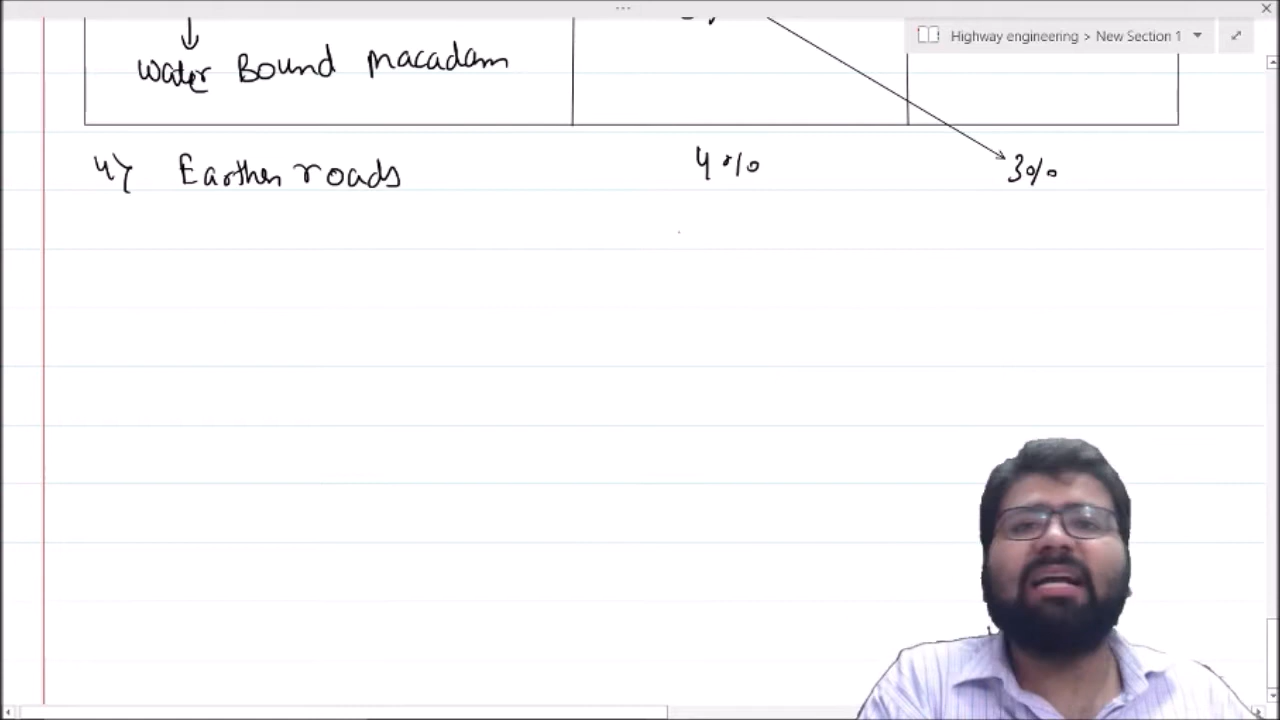 Highway engineering > New Section 1
Water Bound Macadam
4) Earthen roads 4% 3%